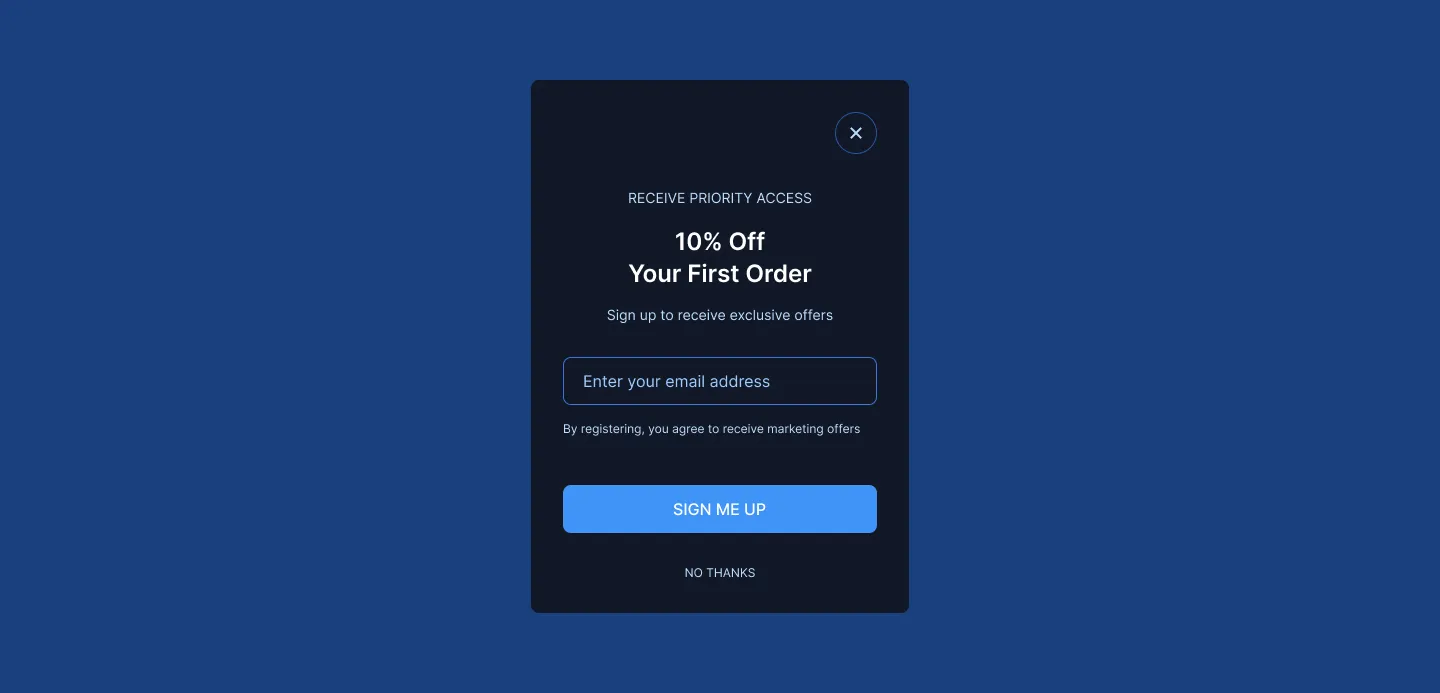 RECEIVE PRIORITY ACCESS
10% Off
Your First Order
Sign up to receive exclusive offers
Enter your email address
By registering, you agree to receive marketing offers
SIGN ME UP
NO THANKS